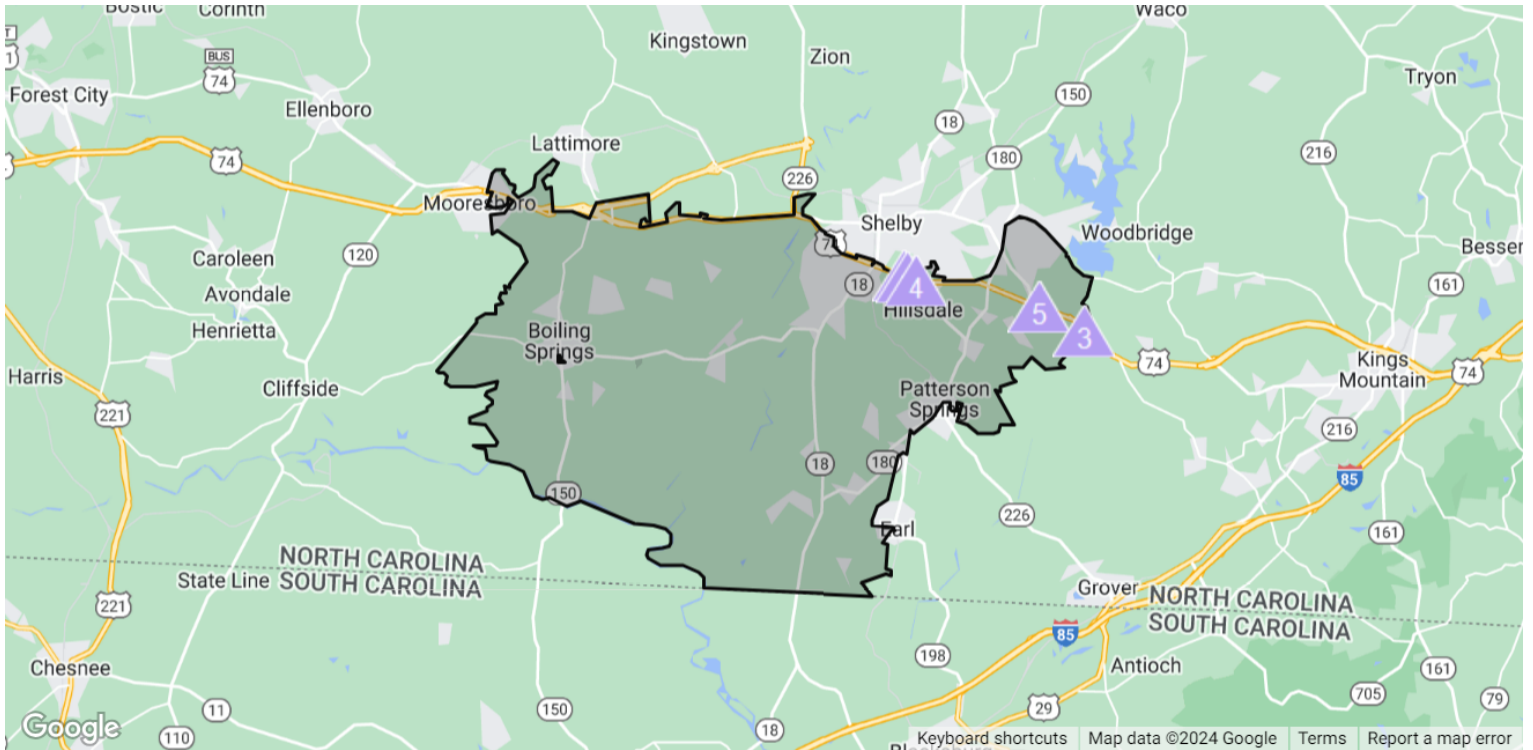 Bostic
Corinth
Waco
Kingstown
Zion
BUS
74
Tryon
Forest City
Ellenboro
150
18
Lattimore
180
216
74
226
Mooresboro
Shelby
Woodbridge
120
Caroleen
Besser
18
4
161
Avondale
Hillsdale
5
Henrietta
Boiling
Springs
3
74
Kings
Mountain
74
Harris
Cliffside
Patterson
Springs
221
216
18
180
85
150
226
161
Earl
NORTH CAROLINA
SOUTH CAROLINA
State Line
Grover
NORTH CAROLINA
SOUTH CAROLINA
221
85
Chesnee
198
Antioch
161
705
79
11
150
29
18
110
Google
Keyboard shortcuts
Map data ©2024 Google
Terms
Report a map error